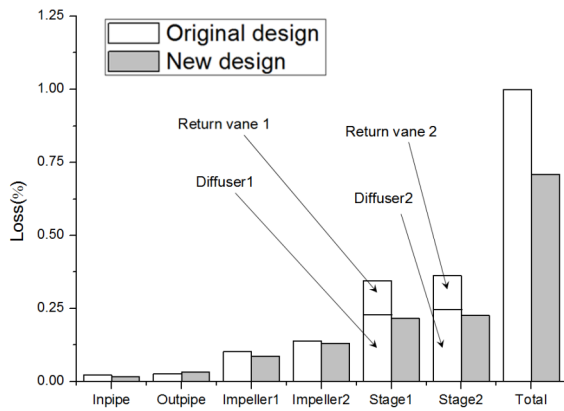 1.25
Original design
New design
1.00
Return vane 1
Return vane 2
0.75
Diffuser1
Diffuser2
Loss(%)
0.50
0.25
0.00
Inpipe Outpipe Impeller1 Impeller2 Stage1 Stage2 Total